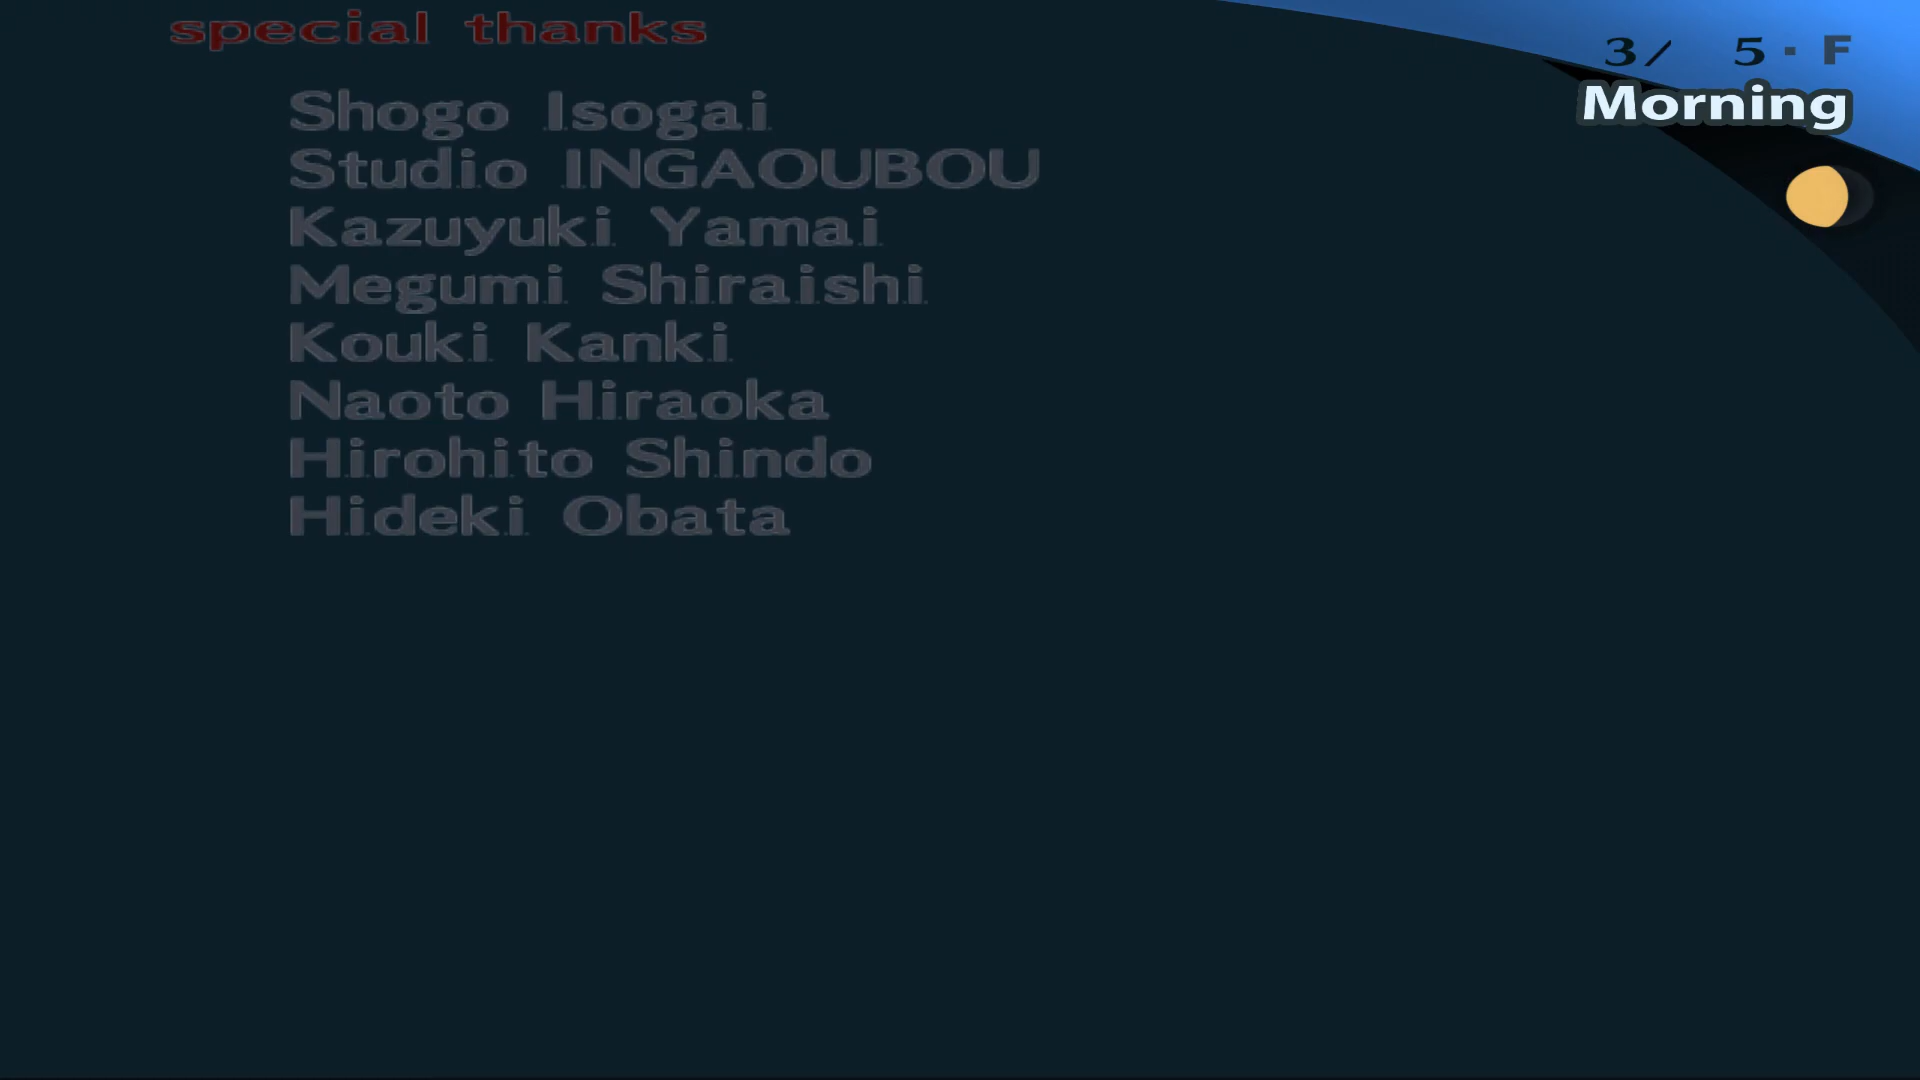 special thanks
3/ 5・F
Morning
Shogo Isogai
Studio INGAOUBOU
Kazuyuki Yamai
Megumi Shiraishi
Kouki Kanki
Naoto Hiraoka
Hirohito Shindo
Hideki Obata